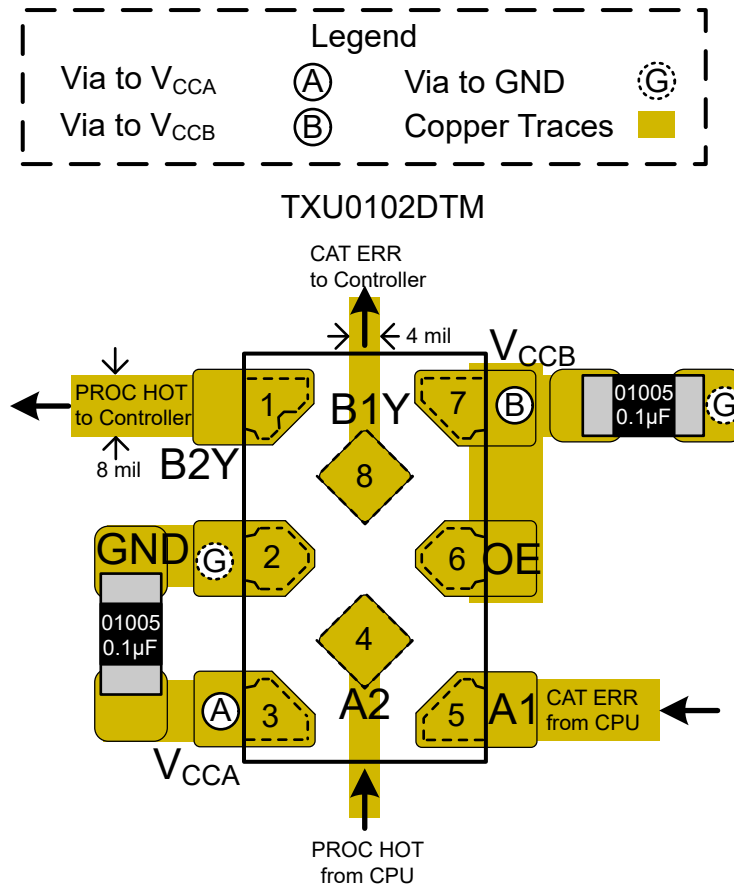 Legend
Via to VCCA A Via to GND G
Via to VCCB B Copper Traces
TXU0102DTM
CAT ERR
to Controller
4 mil
VCCB
PROC HOT
to Controller
8 mil
1
B1Y
7
B
01005
0.1µF
G
B2Y
8
GND
G
2
6
OE
01005
0.1µF
4
A
3
A2
5
A1
CAT ERR
from CPU
VCCA
PROC HOT
from CPU